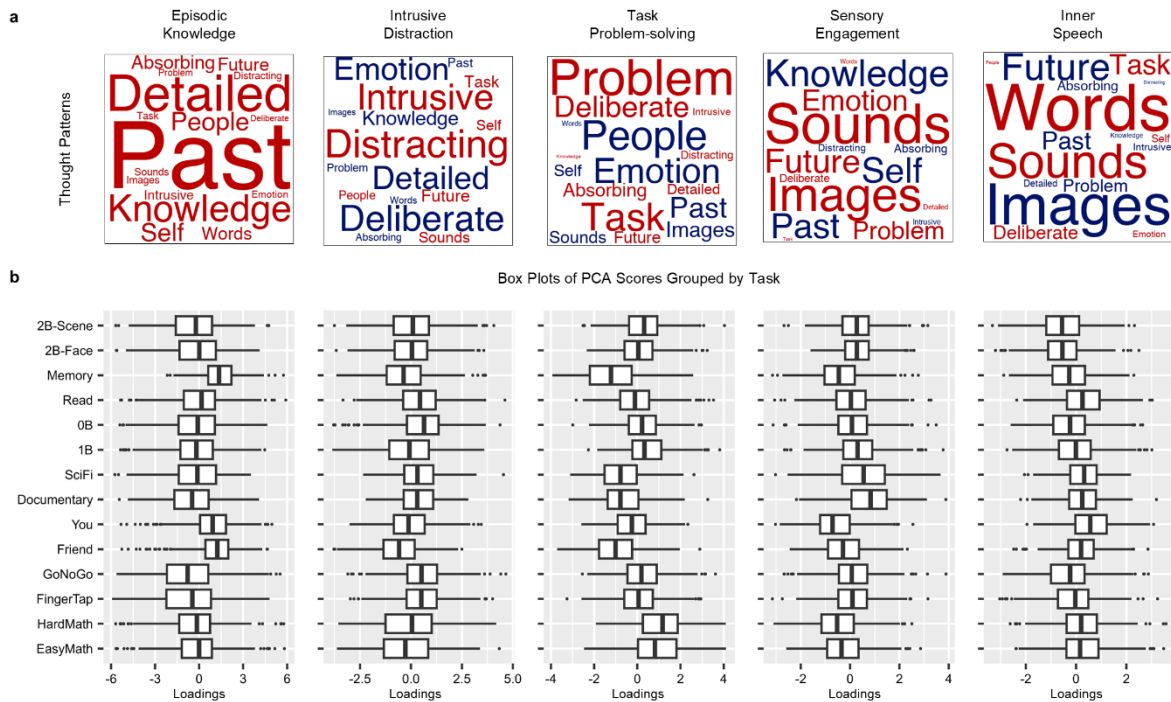 a
Episodic
Knowledge
Intrusive
Distraction
Task
Problem-solving
Sensory
Engagement
Inner
Speech
Thought Patterns
Absorbing Future
Problem Distracting
Detailed
Task People Deliberate
Past
Sounds
Images
Intrusive Emotion
Knowledge
Self Words
Emotion Past
Task
Intrusive
Images Knowledge Self
Distracting
Problem Detailed
People Words Future
Deliberate
Absorbing Sounds
Problem
Deliberate Intrusive
Words People
Knowledge Distracting
Self Emotion
Absorbing Detailed
Task Past
Images
Sounds Future
Words
Knowledge
Emotion
Sounds
Distracting Absorbing
Future Self
Deliberate
Images
Detailed
Past Intrusive
Problem
Task
People Future Task
Absorbing Distracting
Words
Past Knowledge Self
Intrusive
Sounds
Detailed Problem
Images
Deliberate Emotion
b
Box Plots of PCA Scores Grouped by Task
2B-Scene
2B-Face
Memory
Read
0B
1B
SciFi
Documentary
You
Friend
GoNoGo
FingerTap
HardMath
EasyMath
-6 -3 0 3 6
-2.5 0.0 2.5 5.0
-4 -2 0 2 4
-2 0 2 4
-2 0 2
Loadings Loadings Loadings Loadings Loadings